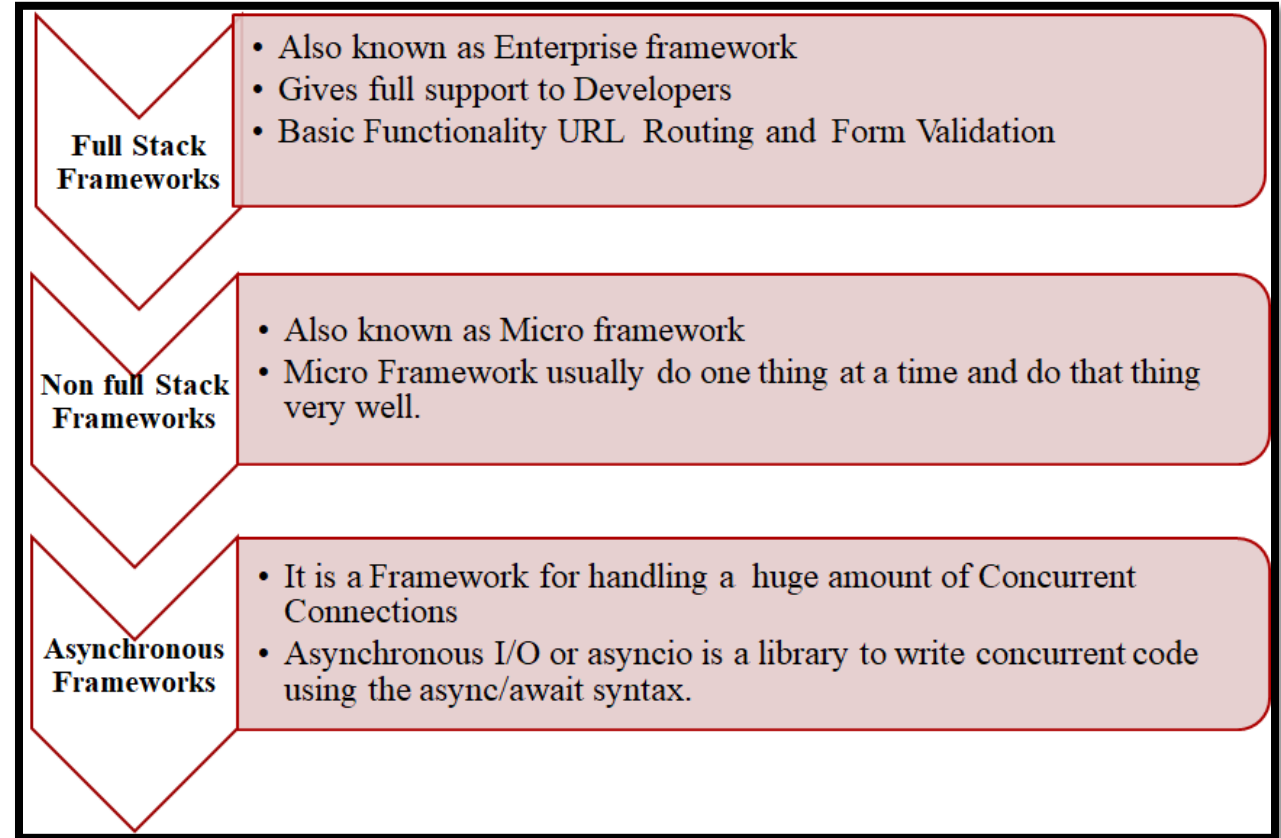 Full Stack
Frameworks
• Also known as Enterprise framework
• Gives full support to Developers
• Basic Functionality URL Routing and Form Validation
Non full Stack
Frameworks
• Also known as Micro framework
• Micro Framework usually do one thing at a time and do that thing
very well.
Asynchronous
Frameworks
• It is a Framework for handling a huge amount of Concurrent
Connections
• Asynchronous I/O or asyncio is a library to write concurrent code
using the async/await syntax.